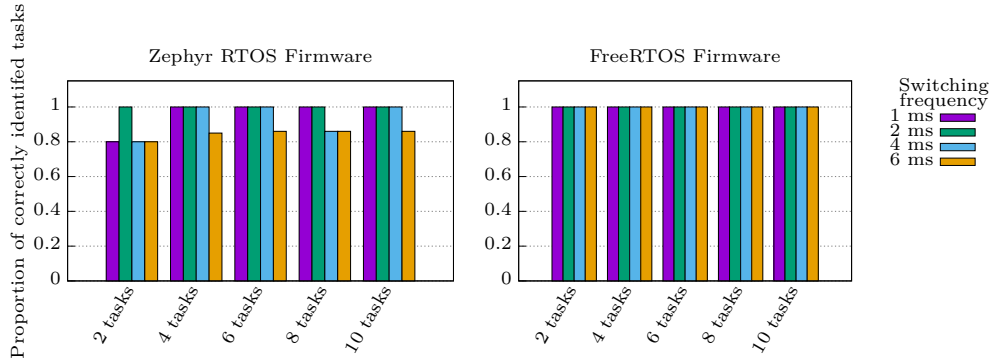 Proportion of correctly identifed tasks
Zephyr RTOS Firmware
1
0.8
0.6
0.4
0.2
0
2 tasks
4 tasks
6 tasks
8 tasks
10 tasks
FreeRTOS Firmware
1
0.8
0.6
0.4
0.2
0
2 tasks
4 tasks
6 tasks
8 tasks
10 tasks
Switching
frequency
1 ms
2 ms
4 ms
6 ms